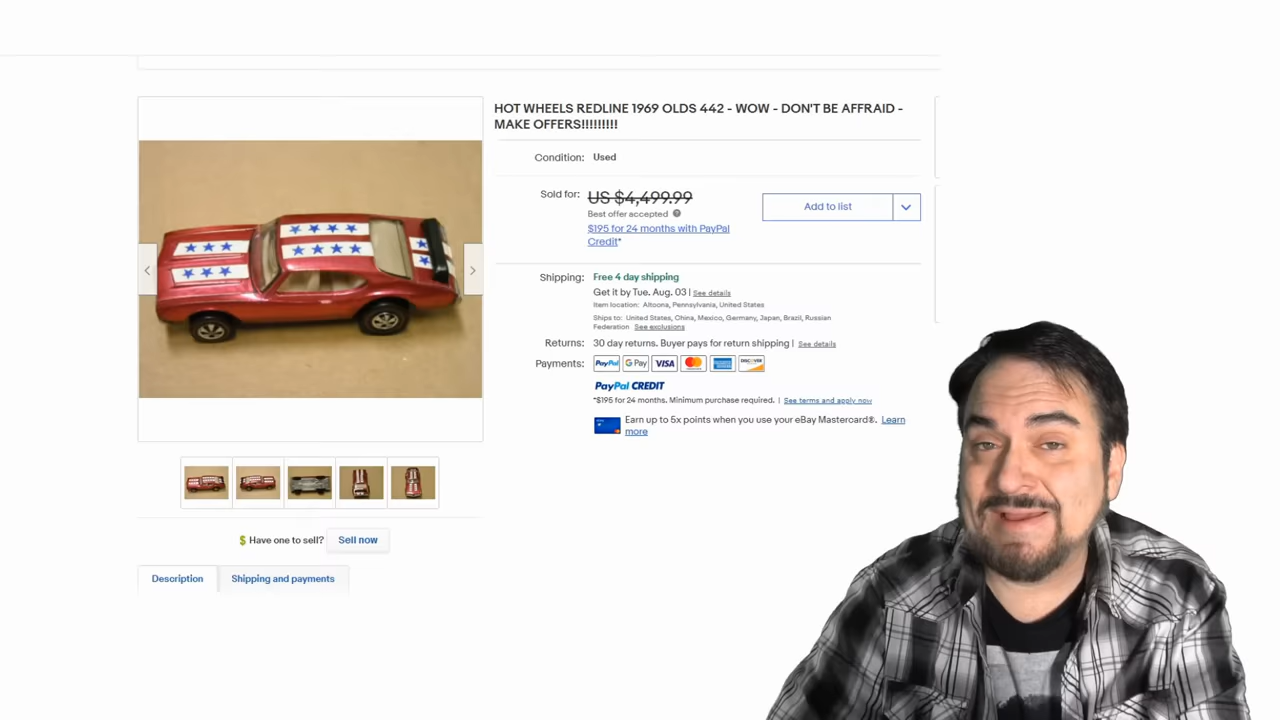 HOT WHEELS REDLINE 1969 OLDS 442 - WOW - DON'T BE AFFRAID -
MAKE OFFERS!!!!!!!!!
Condition: Used
Sold for: US $4,499.99
Add to list
Best offer accepted
$195 for 24 months with PayPal
Credit*
Shipping: Free 4 day shipping
Get it by Tue. Aug. 03 | See details
Item location: Altoona, Pennsylvania, United States
Ships to: United States, China, Mexico, Germany, Japan, Brazil, Russian
Federation See exclusions
Returns: 30 day returns. Buyer pays for return shipping | See details
Payments: PayPal G Pay VISA DISCOVER
PayPal CREDIT
*$195 for 24 months. Minimum purchase required. | See terms and apply now
Earn up to 5x points when you use your eBay Mastercard®. Learn
more
$ Have one to sell? Sell now
Description Shipping and payments